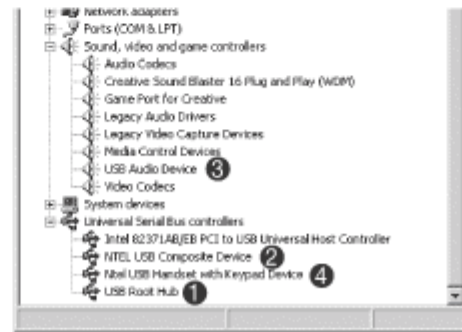 Network adapters
Ports (COM & LPT)
Sound, video and game controllers
Audio Codecs
Creative Sound Blaster 16 Plug and Play (WDM)
Game Port for Creative
Legacy Audio Drivers
Legacy Video Capture Devices
Media Control Devices
USB Audio Device 3
Video Codecs
System devices
Universal Serial Bus controllers
Intel 82371AB/EB PCI to USB Universal Host Controller
NTEL USB Composite Device 2
Ntel USB Handset with Keypad Device 4
USB Root Hub 1